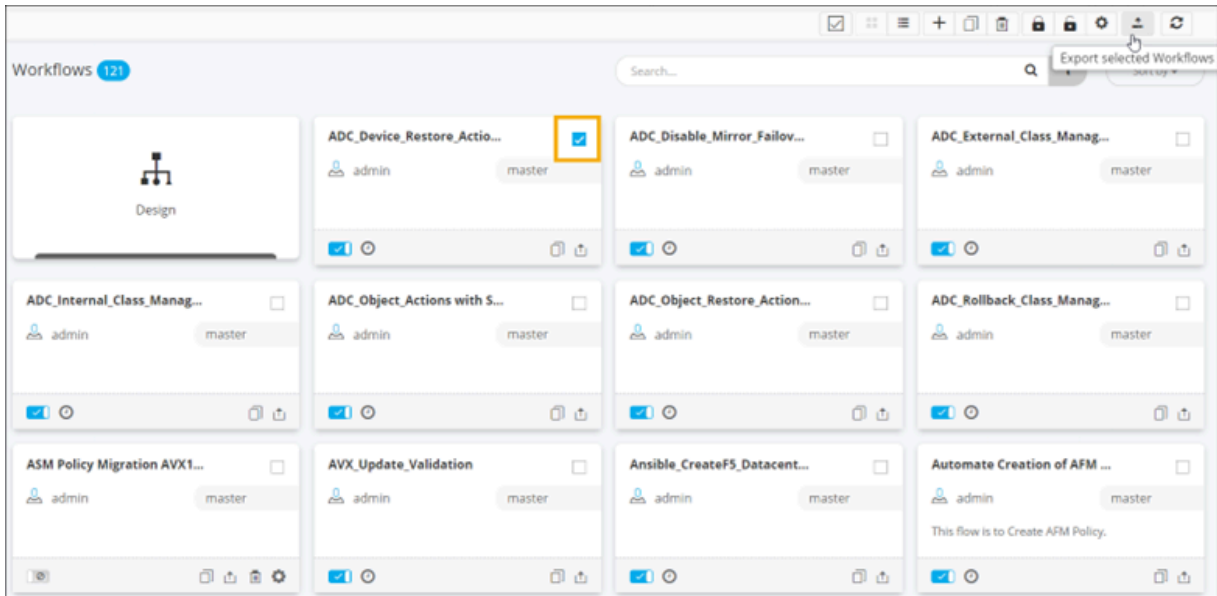 Export selected Workflows
Workflows 121
Search...
ADC_Device_Restore_Actio...
admin
master
ADC_Disable_Mirror_Failov...
admin
master
ADC_External_Class_Manag...
admin
master
Design
ADC_Internal_Class_Manag...
admin
master
ADC_Object_Actions with S...
admin
master
ADC_Object_Restore_Action...
admin
master
ADC_Rollback_Class_Manag...
admin
master
ASM Policy Migration AVX1...
admin
master
AVX_Update_Validation
admin
master
Ansible_CreateF5_Datacent...
admin
master
Automate Creation of AFM ...
admin
master
This flow is to Create AFM Policy.